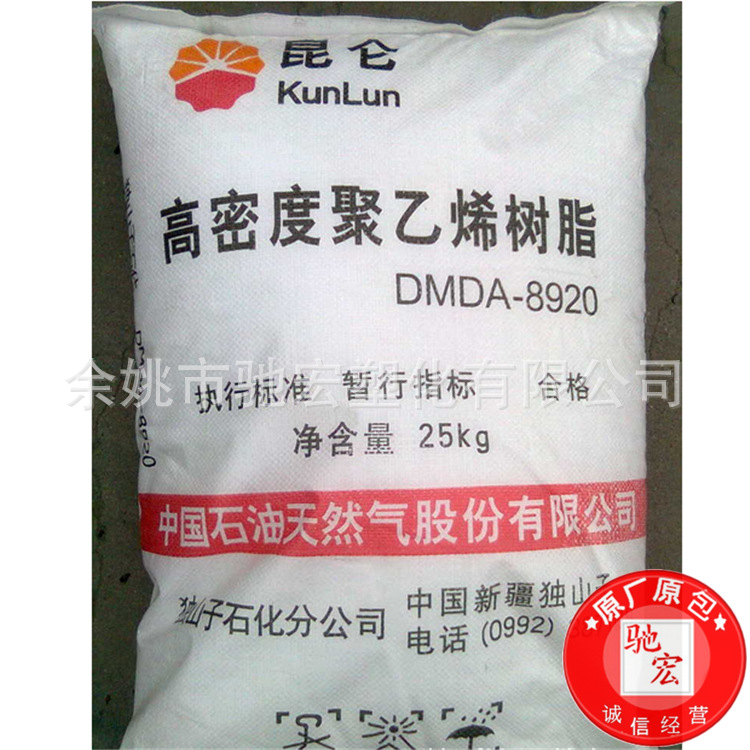 昆仑
KunLun
高密度聚乙烯树脂
DMDA-8920
余姚市驰宏塑化有限公司
执行标准 暂行指标 合格
净含量 25kg
中国石油天然气股份有限公司
独山子石化分公司
中国新疆独山子
电话 (0992)
原厂原包
驰宏
诚信经营